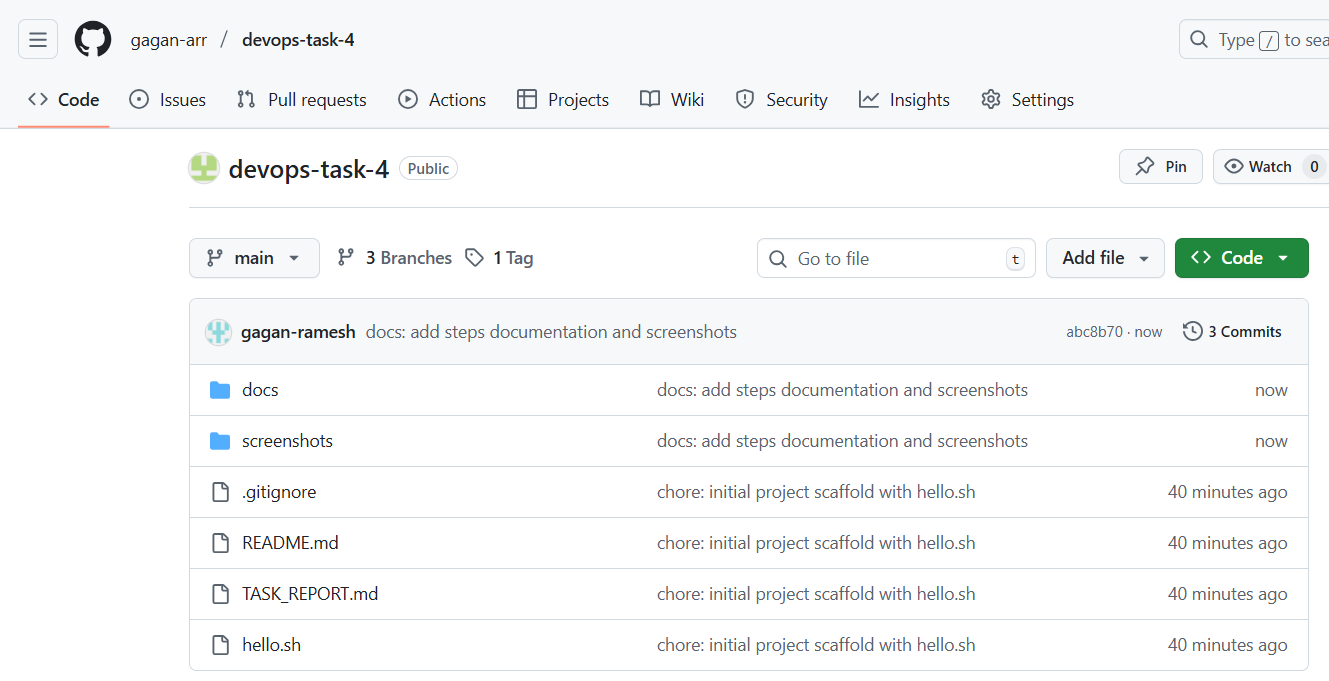 gagan-arr / devops-task-4
Type / to sea
Code Issues Pull requests Actions Projects Wiki Security Insights Settings
devops-task-4 Public Pin Watch 0
main 3 Branches 1 Tag Go to file t Add file Code
gagan-ramesh docs: add steps documentation and screenshots abc8b70 · now 3 Commits
docs docs: add steps documentation and screenshots now
screenshots docs: add steps documentation and screenshots now
.gitignore chore: initial project scaffold with hello.sh 40 minutes ago
README.md chore: initial project scaffold with hello.sh 40 minutes ago
TASK_REPORT.md chore: initial project scaffold with hello.sh 40 minutes ago
hello.sh chore: initial project scaffold with hello.sh 40 minutes ago